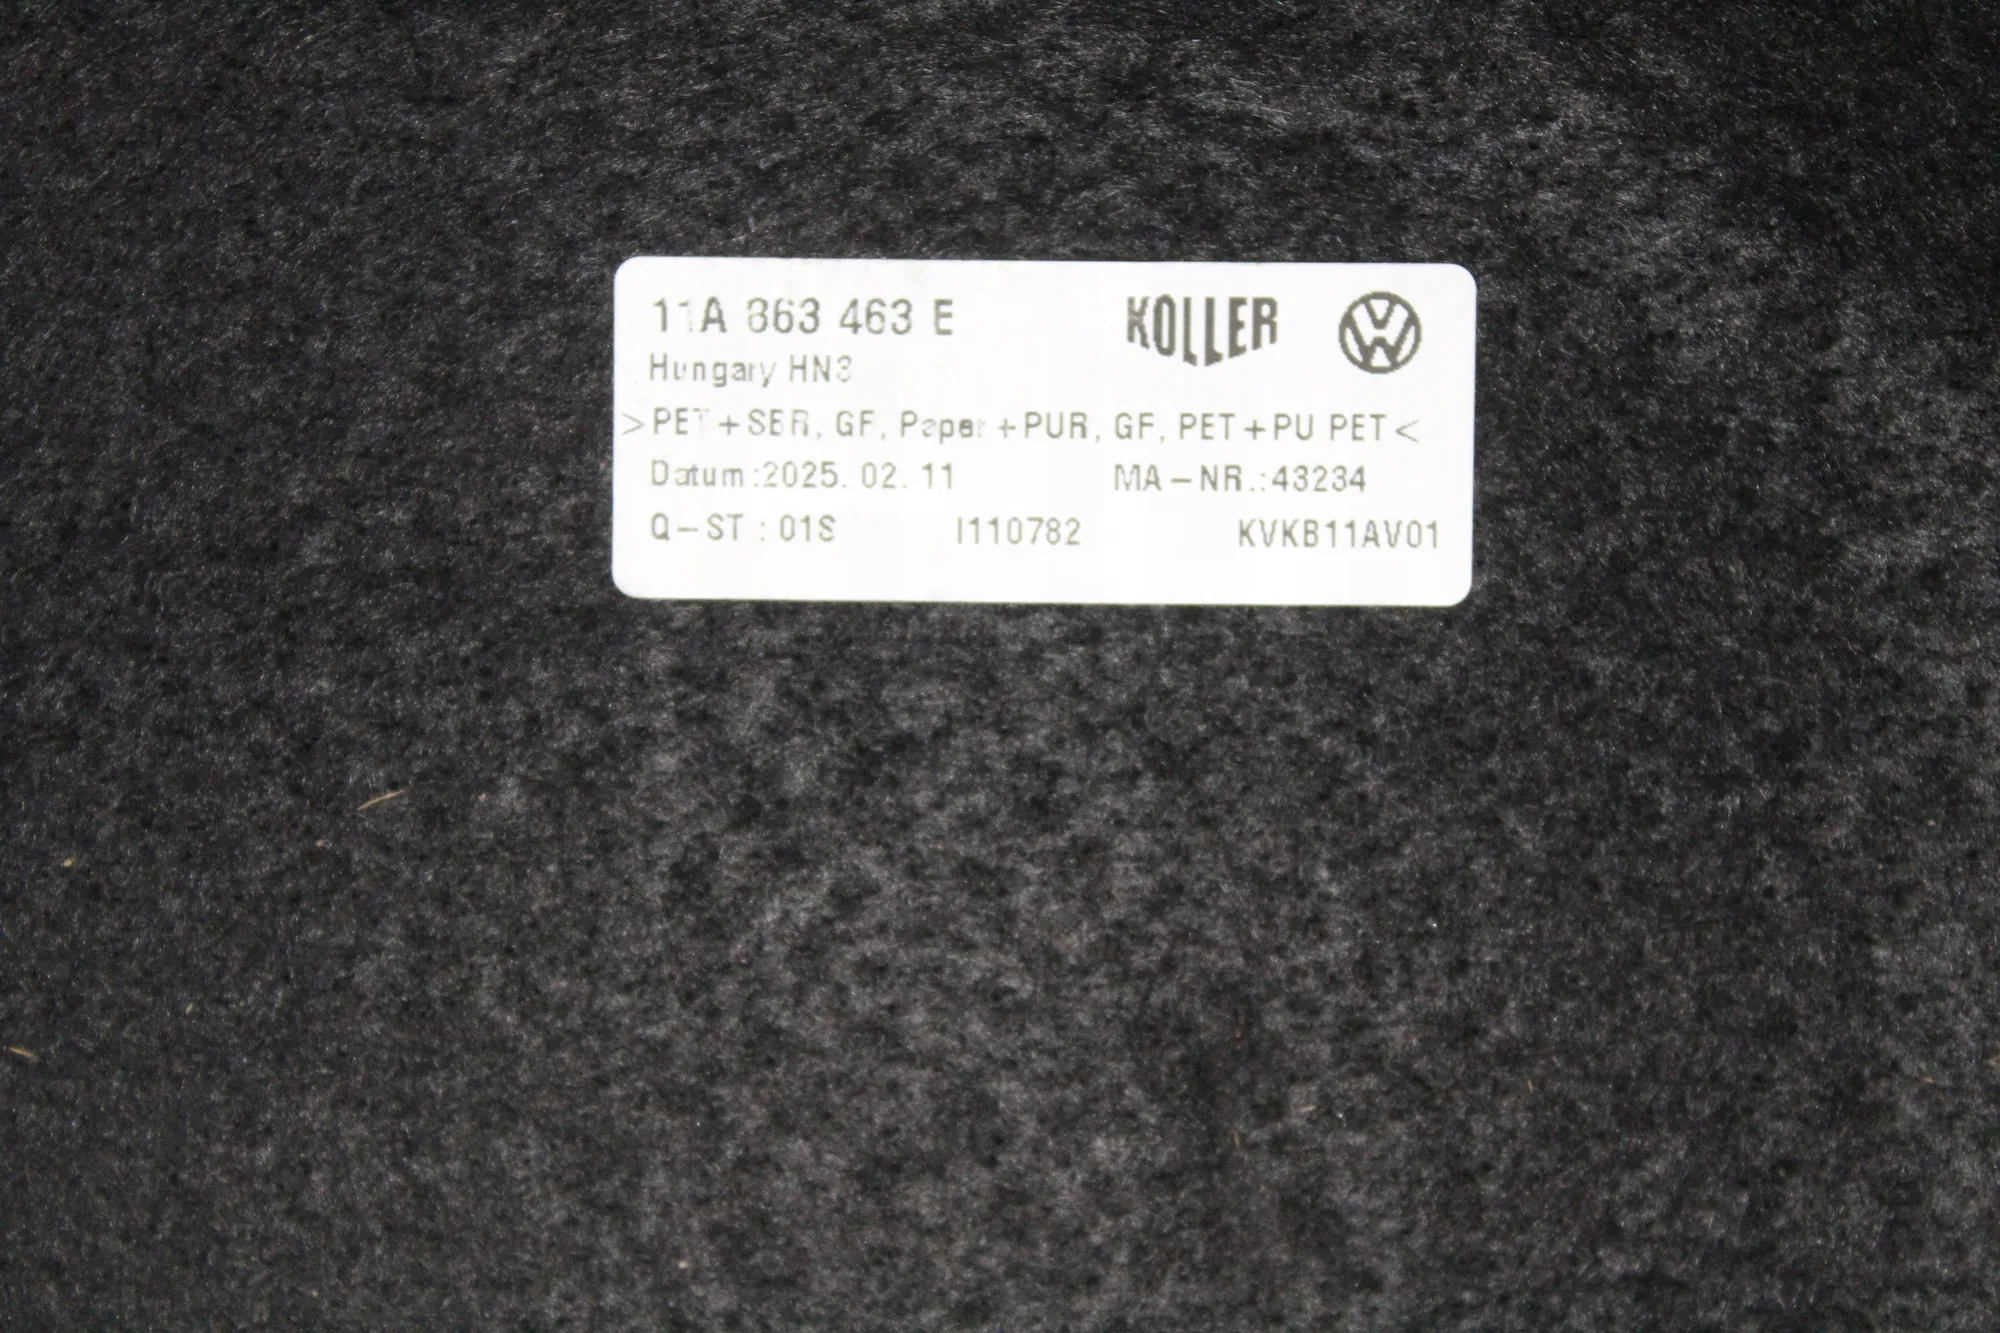 11A 863 463 E KOLLER VW
Hungary HN3
>PET+SBR, GF, Paper+PUR, GF, PET+PU PET<
Datum:2025. 02. 11 MA-NR.:43234
Q-ST : 01S I110782 KVKB11AV01